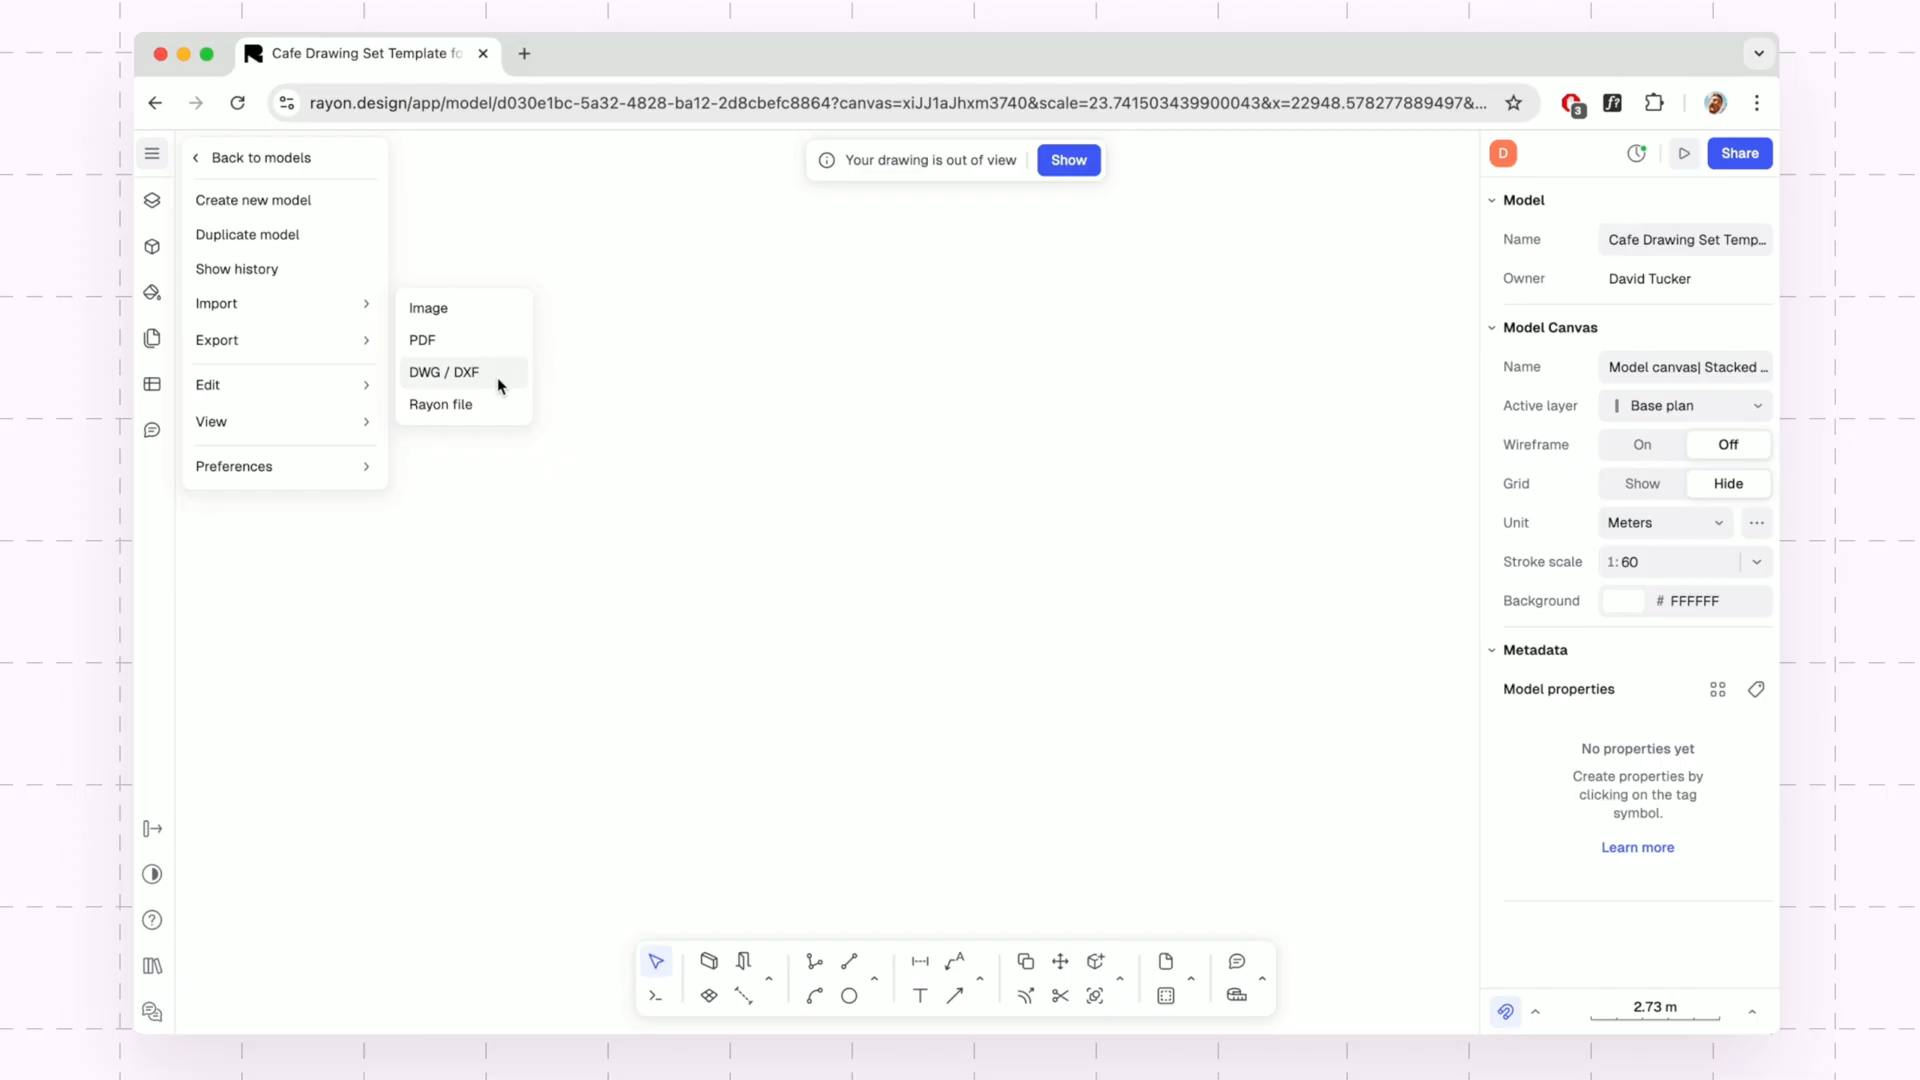 Cafe Drawing Set Template fo
rayon.design/app/model/d030e1bc-5a32-4828-ba12-2d8cbefc8864?canvas=xiJJ1aJhxm3740&scale=23.741503439900043&x=22948.578277889497&...
f?
3
Back to models
Create new model
Duplicate model
Show history
Import
Export
Edit
View
Preferences
Image
PDF
DWG / DXF
Rayon file
Your drawing is out of view
Show
D
Share
Model
Name
Cafe Drawing Set Temp...
Owner
David Tucker
Model Canvas
Name
Model canvas| Stacked ...
Active layer
Base plan
Wireframe
On
Off
Grid
Show
Hide
Unit
Meters
Stroke scale
1: 60
Background
# FFFFFF
Metadata
Model properties
No properties yet
Create properties by
clicking on the tag
symbol.
Learn more
2.73 m